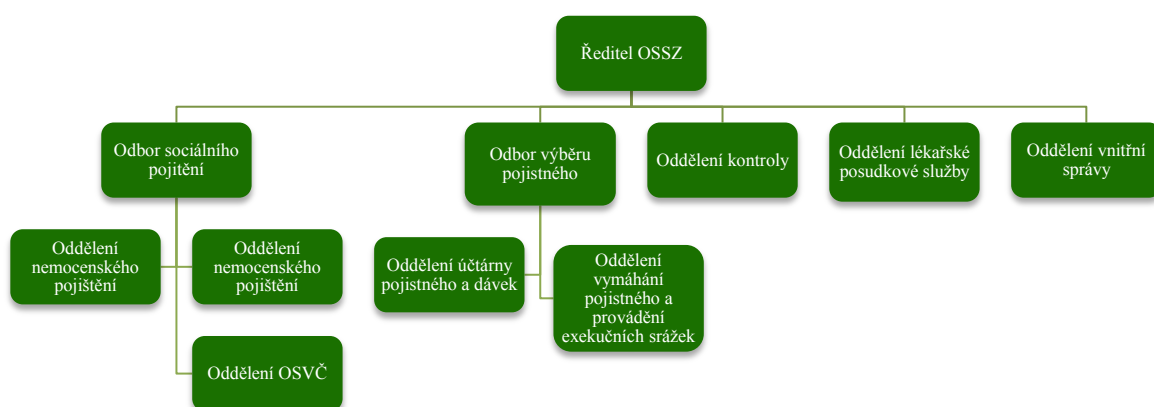 Ředitel OSSZ
Odbor sociálního
pojitění
Odbor výběru
pojistného
Oddělení kontroly
Oddělení lékařské
posudkové služby
Oddělení vnitřní
správy
Oddělení
nemocenského
pojištění
Oddělení
nemocenského
pojištění
Oddělení účtárny
pojistného a dávek
Oddělení
vymáhání
pojistného a
provádění
exekučních srážek
Oddělení OSVČ